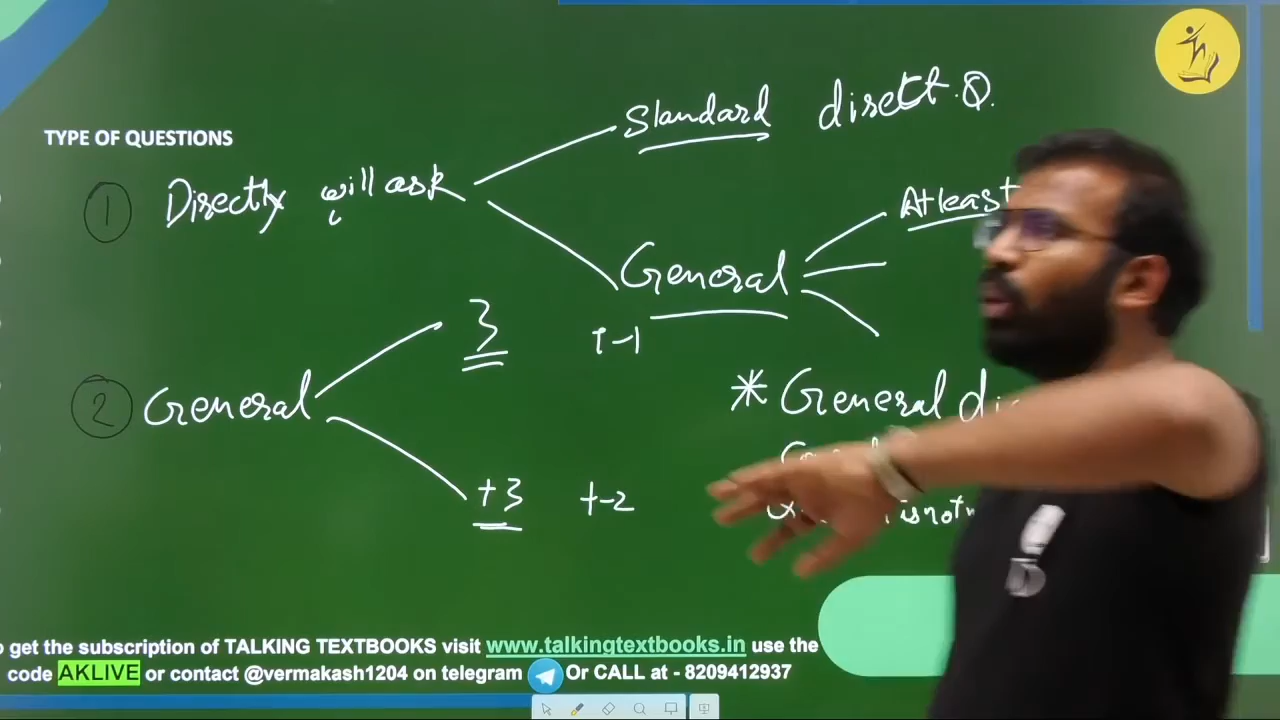 Standard direct. Q.
TYPE OF QUESTIONS
1 Directly will ask
Atleast
General
3 T-1
2 General
* General di
+3 +-2
isnot
o get the subscription of TALKING TEXTBOOKS visit www.talkingtextbooks.in use the
code AKLIVE or contact @vermakash1204 on telegram Or CALL at - 8209412937